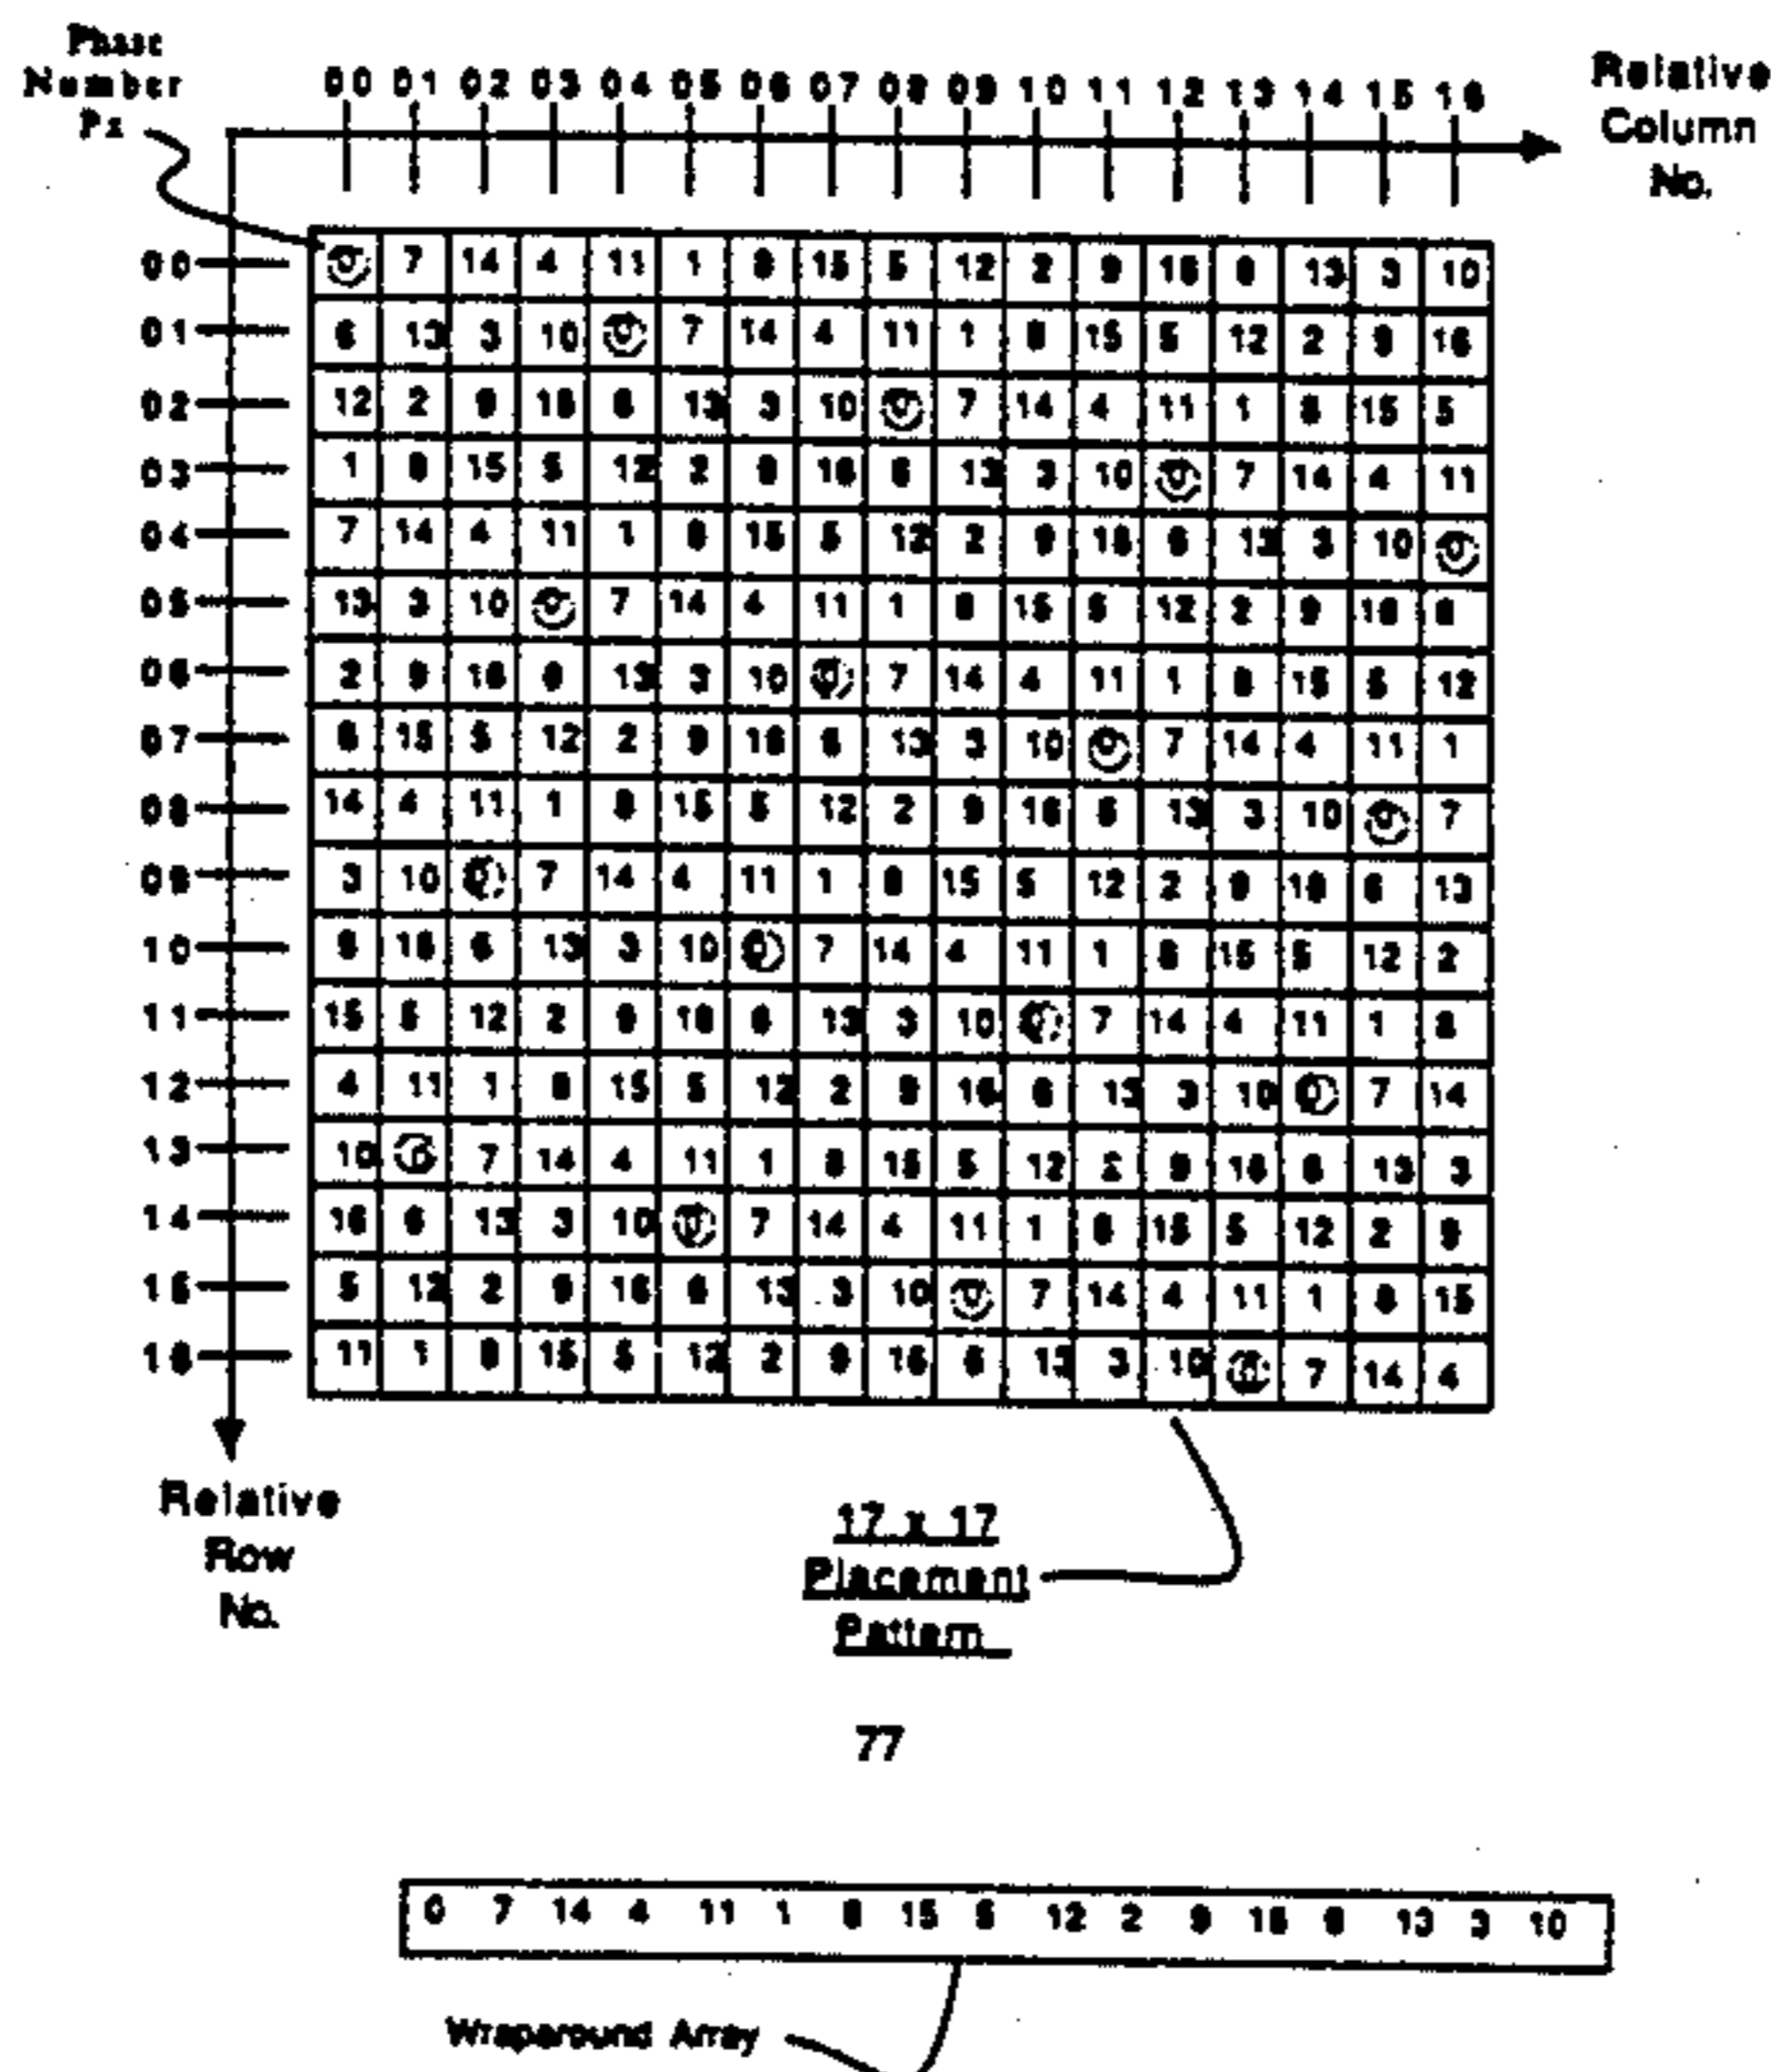 Phase
Number
Px
00 01 02 03 04 05 06 07 08 09 10 11 12 13 14 15 16
Relative
Column
No.
00 0 7 14 4 11 1 8 15 5 12 2 9 16 6 13 3 10
01 6 13 3 10 0 7 14 4 11 1 8 15 5 12 2 9 16
02 12 2 9 16 6 13 3 10 0 7 14 4 11 1 8 15 5
03 1 8 15 5 12 2 9 16 6 13 3 10 0 7 14 4 11
04 7 14 4 11 1 8 15 5 12 2 9 16 6 13 3 10 0
05 13 3 10 0 7 14 4 11 1 8 15 5 12 2 9 16 6
06 2 9 16 6 13 3 10 0 7 14 4 11 1 8 15 5 12
07 8 15 5 12 2 9 16 6 13 3 10 0 7 14 4 11 1
08 14 4 11 1 8 15 5 12 2 9 16 6 13 3 10 0 7
09 3 10 0 7 14 4 11 1 8 15 5 12 2 9 16 6 13
10 9 16 6 13 3 10 0 7 14 4 11 1 8 15 5 12 2
11 15 5 12 2 9 16 6 13 3 10 0 7 14 4 11 1 8
12 4 11 1 8 15 5 12 2 9 16 6 13 3 10 0 7 14
13 10 0 7 14 4 11 1 8 15 5 12 2 9 16 6 13 3
14 16 6 13 3 10 0 7 14 4 11 1 8 15 5 12 2 9
15 5 12 2 9 16 6 13 3 10 0 7 14 4 11 1 8 15
16 11 1 8 15 5 12 2 9 16 6 13 3 10 0 7 14 4
Relative
Row
No.
17 x 17
Placement
Pattern
77
0 7 14 4 11 1 8 15 5 12 2 9 16 6 13 3 10
Wraparound Array